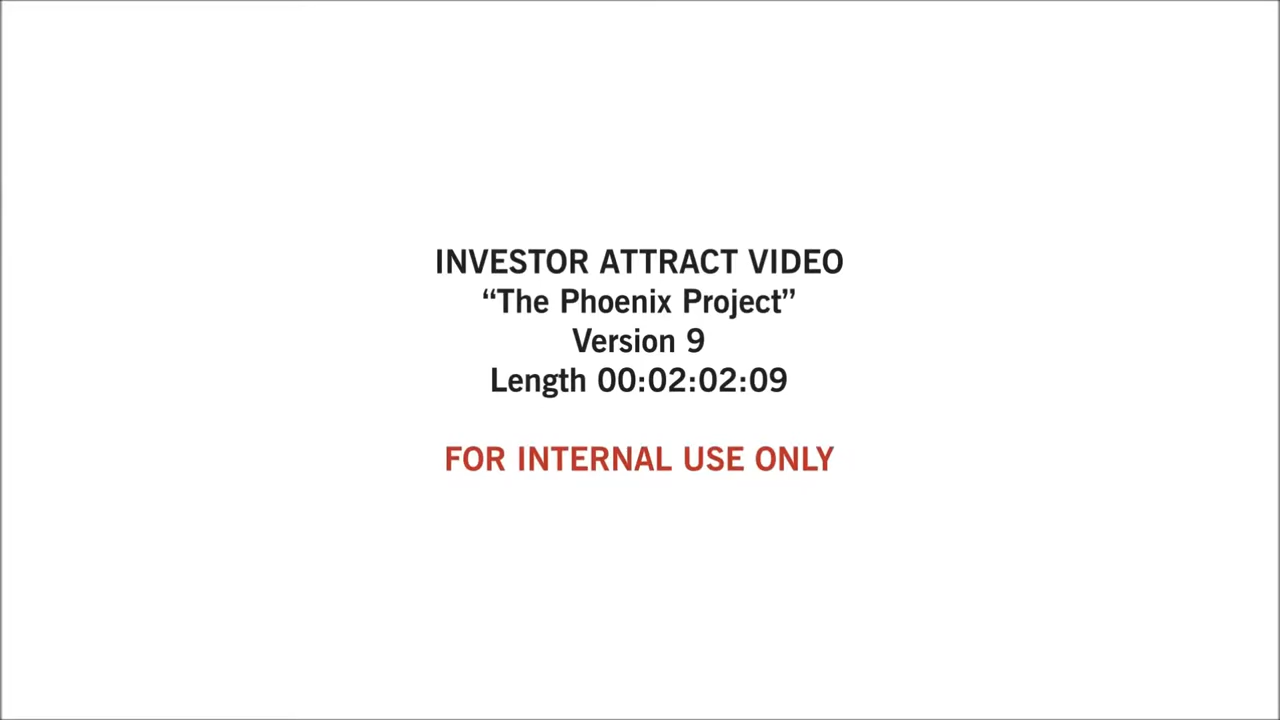 INVESTOR ATTRACT VIDEO
“The Phoenix Project”
Version 9
Length 00:02:02:09
FOR INTERNAL USE ONLY